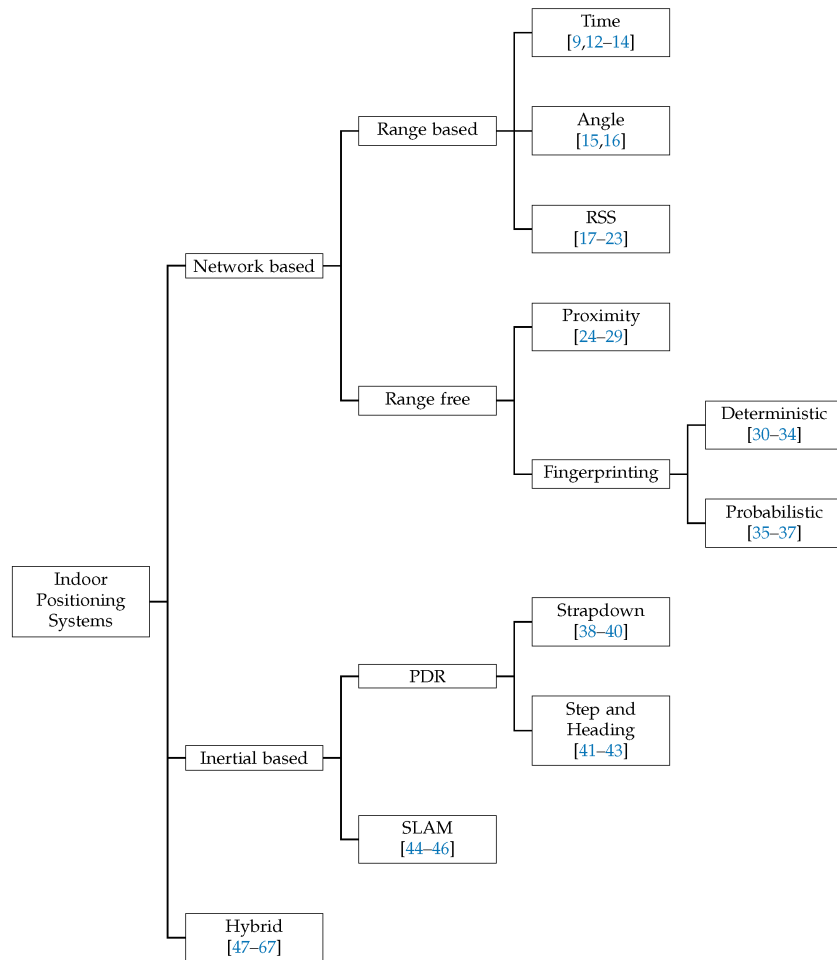 Time
[9,12–14]
Range based
Angle
[15,16]
RSS
[17–23]
Network based
Proximity
[24–29]
Range free
Deterministic
[30–34]
Fingerprinting
Probabilistic
[35–37]
Indoor
Positioning
Systems
Strapdown
[38–40]
PDR
Step and
Heading
[41–43]
Inertial based
SLAM
[44–46]
Hybrid
[47–67]